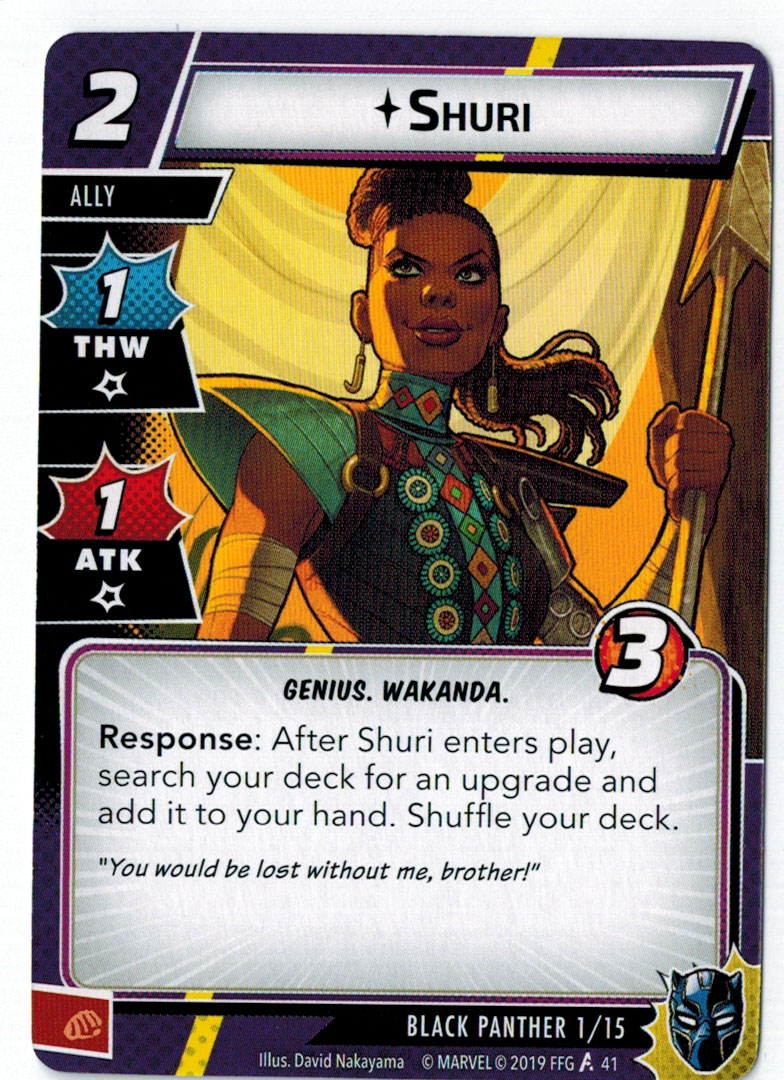 2
SHURI
ALLY
1
THW
1
ATK
3
GENIUS. WAKANDA.
Response: After Shuri enters play,
search your deck for an upgrade and
add it to your hand. Shuffle your deck.
"You would be lost without me, brother!"
BLACK PANTHER 1/15
Illus. David Nakayama © MARVEL © 2019 FFG 41